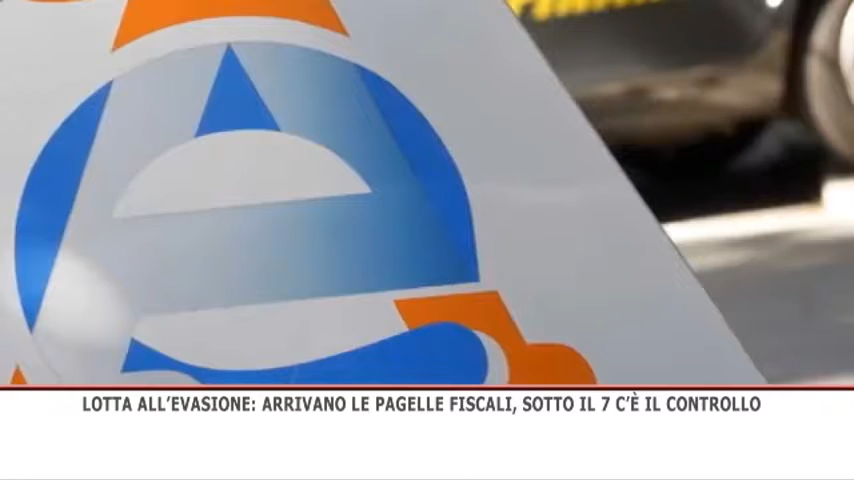 LOTTA ALL'EVASIONE: ARRIVANO LE PAGELLE FISCALI, SOTTO IL 7 C'È IL CONTROLLO